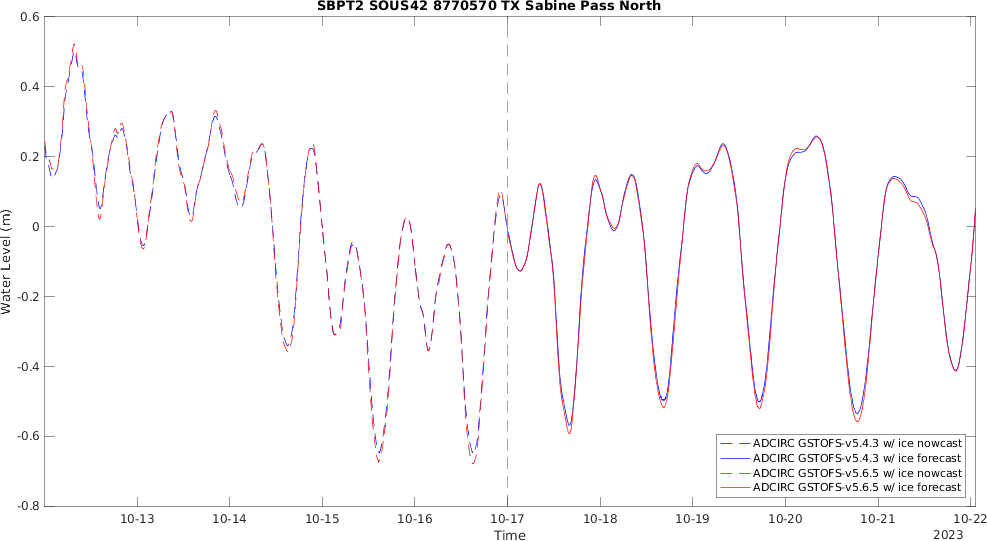 SBPT2 SOUS42 8770570 TX Sabine Pass North
0.6
0.4
0.2
0
-0.2
-0.4
-0.6
-0.8
Water Level (m)
ADCIRC GSTOFS-v5.4.3 w/ ice nowcast
ADCIRC GSTOFS-v5.4.3 w/ ice forecast
ADCIRC GSTOFS-v5.6.5 w/ ice nowcast
ADCIRC GSTOFS-v5.6.5 w/ ice forecast
10-13 10-14 10-15 10-16 10-17 10-18 10-19 10-20 10-21 10-22
Time
2023